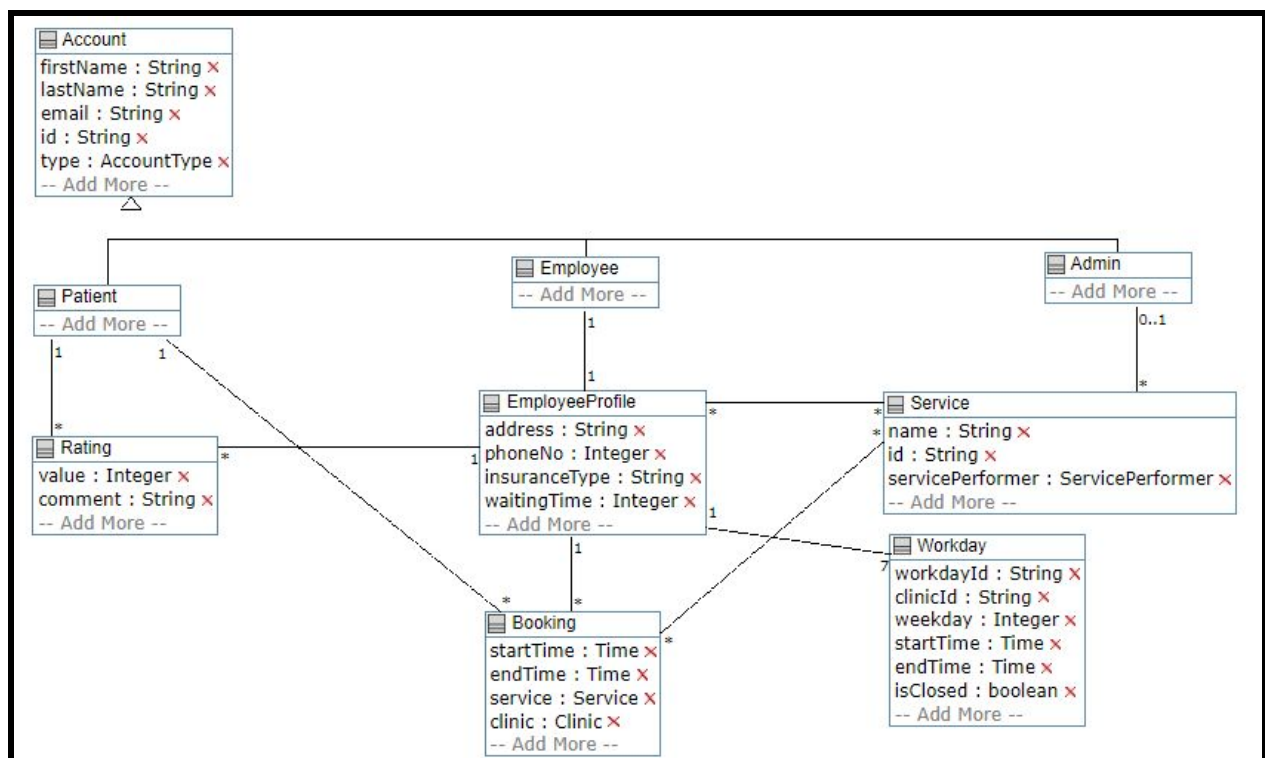 Account
firstName : String ×
lastName : String ×
email : String ×
id : String ×
type : AccountType ×
-- Add More --
Patient
-- Add More --
Employee
-- Add More --
Admin
-- Add More --
1
1
1
0..1
1
*
*
EmployeeProfile
address : String ×
phoneNo : Integer ×
insuranceType : String ×
waitingTime : Integer ×
-- Add More --
*
*
*
Service
name : String ×
id : String ×
servicePerformer : ServicePerformer ×
-- Add More --
Rating
value : Integer ×
comment : String ×
-- Add More --
*
1
1
1
7
Workday
workdayId : String ×
clinicId : String ×
weekday : Integer ×
startTime : Time ×
endTime : Time ×
isClosed : boolean ×
-- Add More --
*
*
*
Booking
startTime : Time ×
endTime : Time ×
service : Service ×
clinic : Clinic ×
-- Add More --